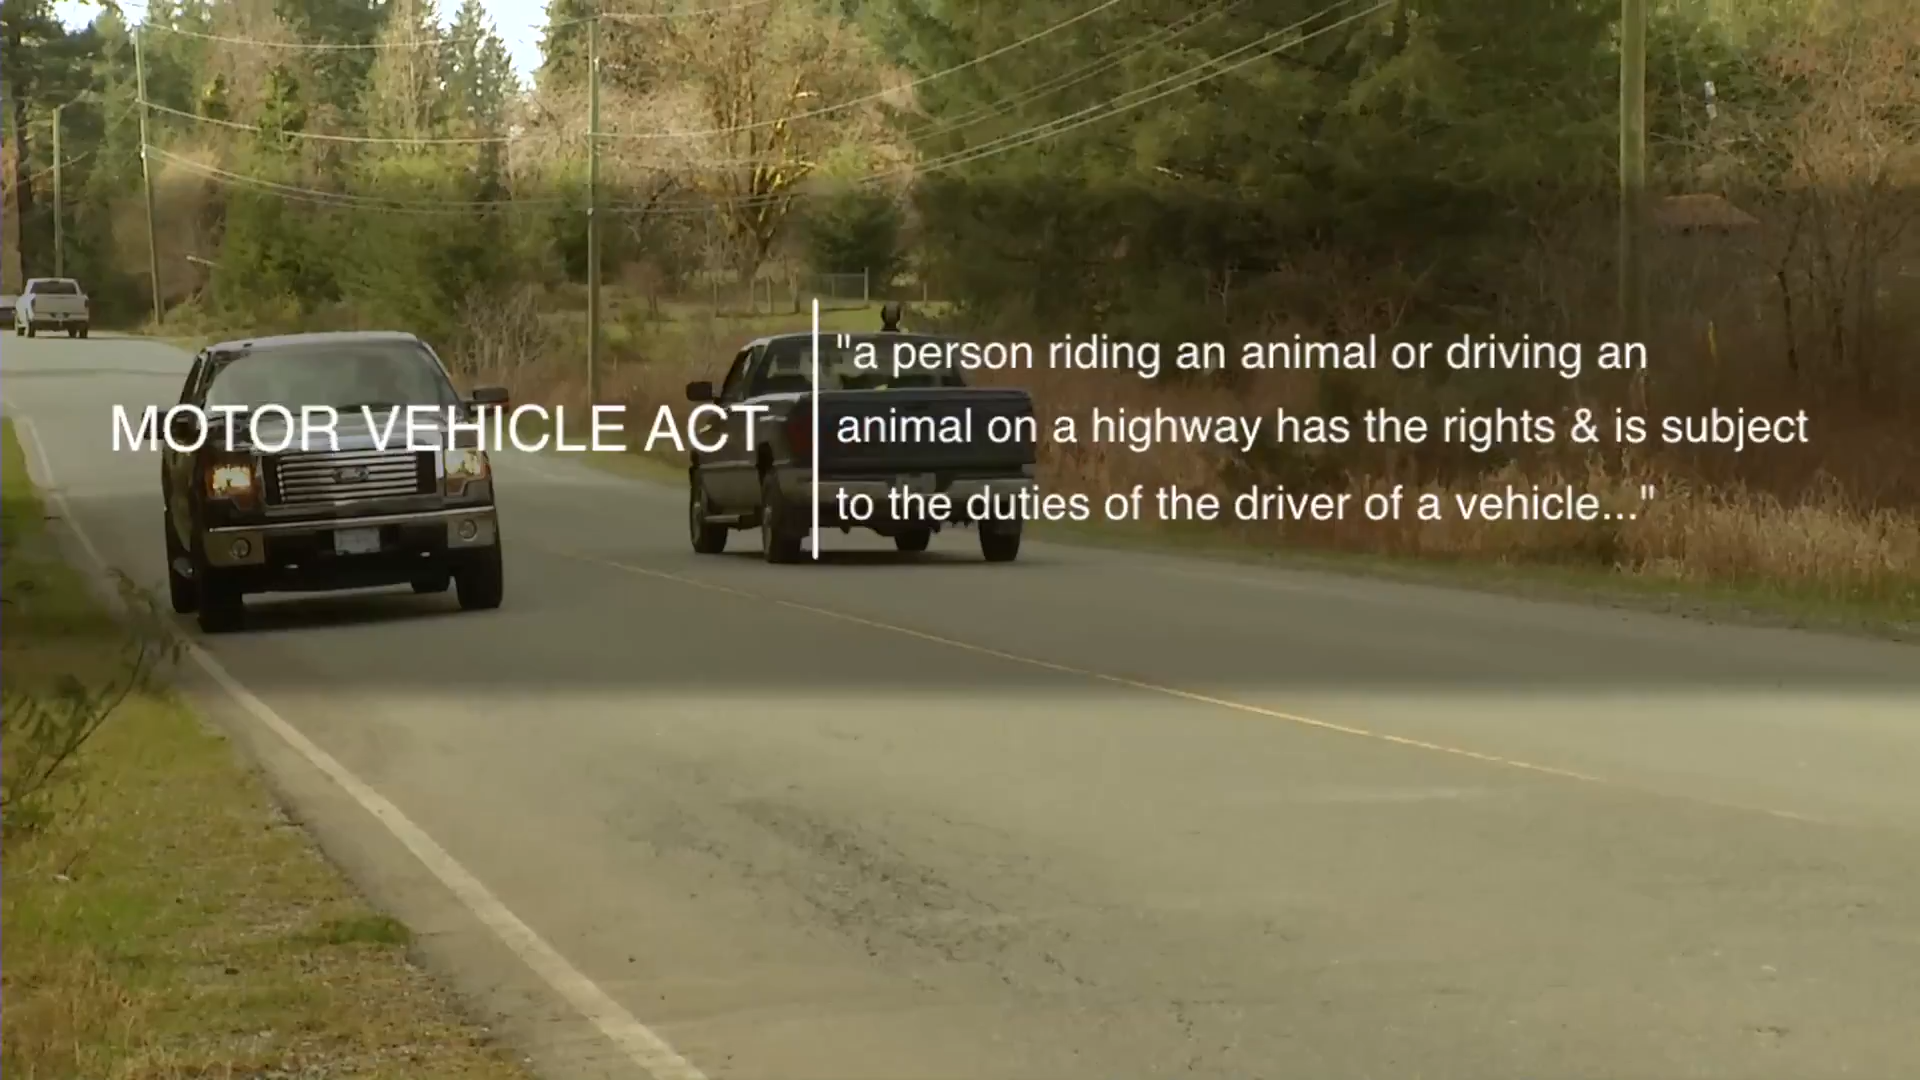 MOTOR VEHICLE ACT
"a person riding an animal or driving an
animal on a highway has the rights & is subject
to the duties of the driver of a vehicle..."